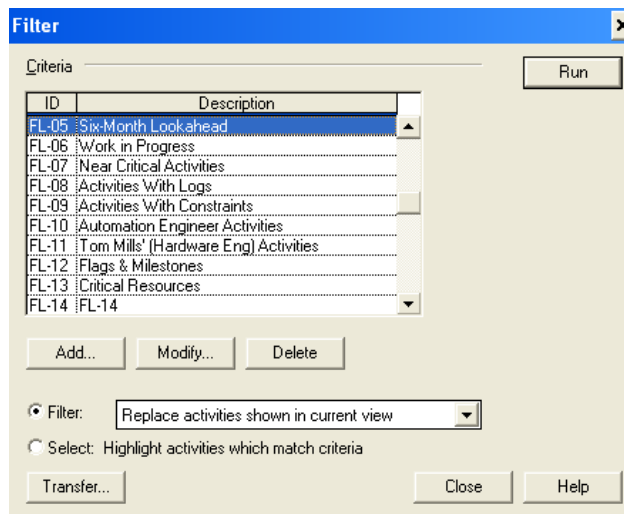 Filter
Criteria
Run
ID Description
FL-05 Six-Month Lookahead
FL-06 Work in Progress
FL-07 Near Critical Activities
FL-08 Activities With Logs
FL-09 Activities With Constraints
FL-10 Automation Engineer Activities
FL-11 Tom Mills' (Hardware Eng) Activities
FL-12 Flags & Milestones
FL-13 Critical Resources
FL-14 FL-14
Add... Modify... Delete
Filter: Replace activities shown in current view
Select: Highlight activities which match criteria
Transfer... Close Help